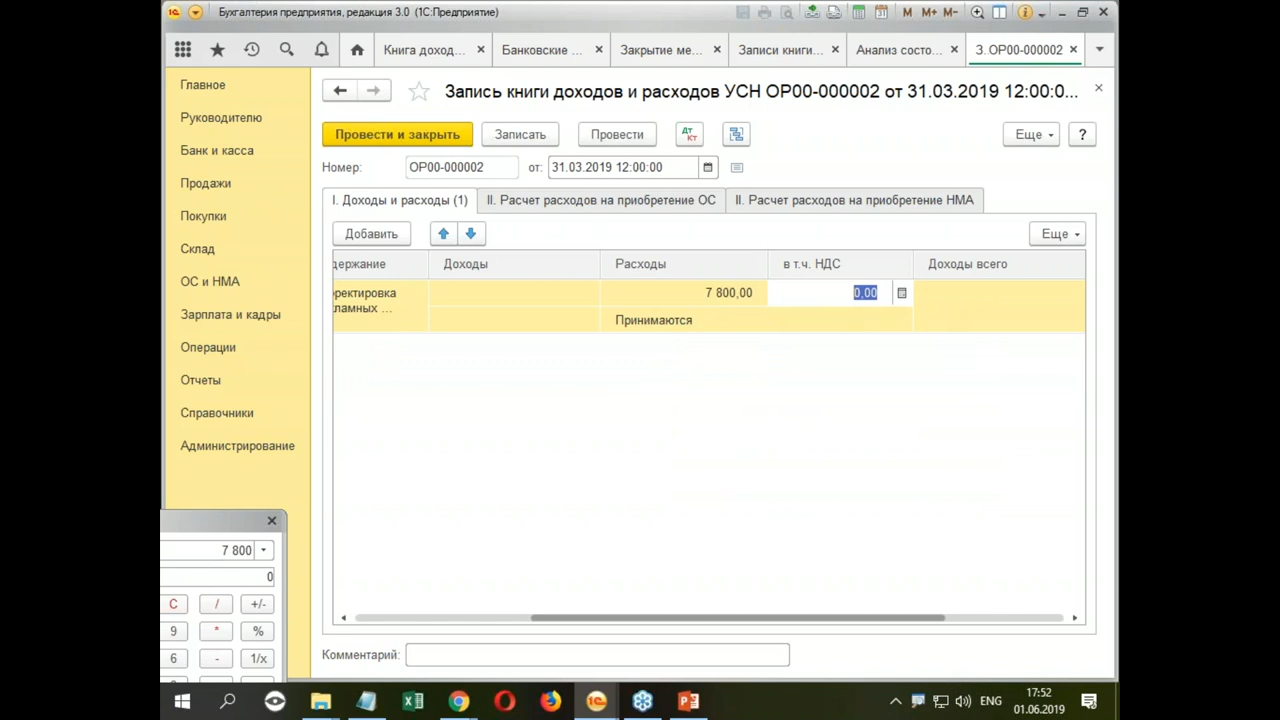 Бухгалтерия предприятия, редакция 3.0 (1С:Предприятие)
M M+ M-
Книга доход... Банковские ... Закрытие ме... Записи книги... Анализ состо... З. ОР00-000002
Главное
Руководителю
Банк и касса
Продажи
Покупки
Склад
ОС и НМА
Зарплата и кадры
Операции
Отчеты
Справочники
Администрирование
Запись книги доходов и расходов УСН ОР00-000002 от 31.03.2019 12:00:0...
Провести и закрыть Записать Провести Дт Кт Еще ?
Номер: ОР00-000002 от: 31.03.2019 12:00:00
I. Доходы и расходы (1) II. Расчет расходов на приобретение ОС II. Расчет расходов на приобретение НМА
Добавить Еще
держание Доходы Расходы в т.ч. НДС Доходы всего
рректировка 7 800,00 0,00
ламных ... Принимаются
Комментарий:
7 800
0
C / +/-
9 * %
6 - 1/x
ENG 17:52
01.06.2019